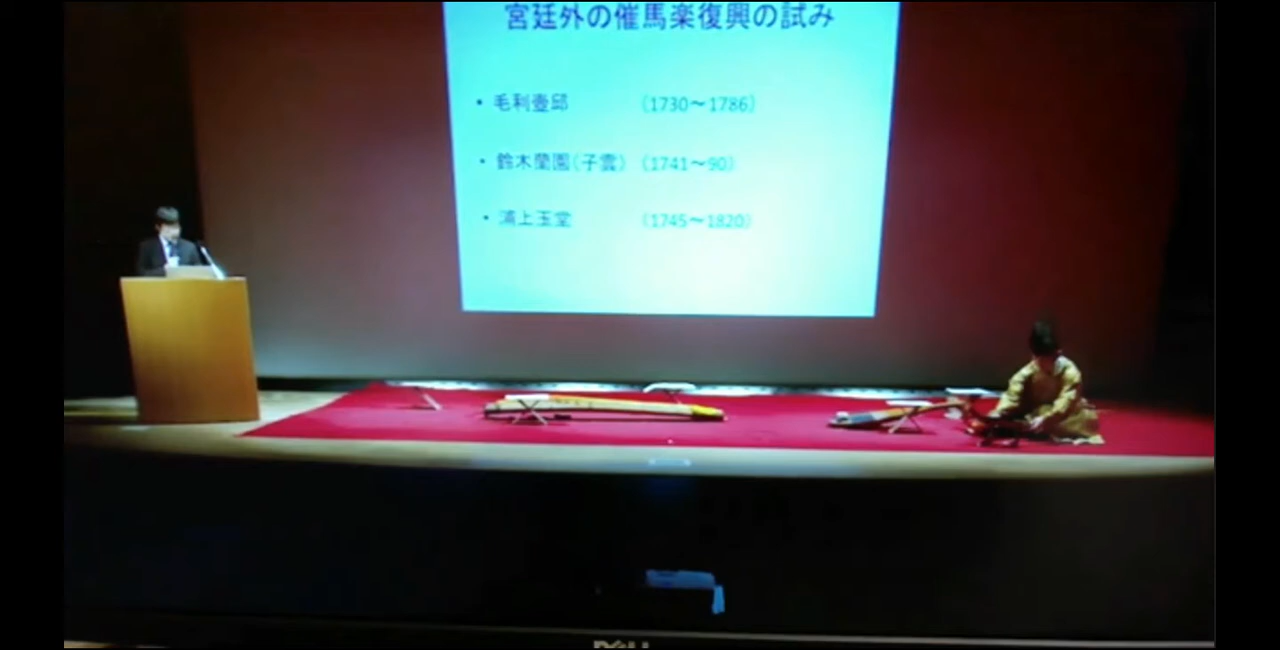 宮廷外の催馬楽復興の試み
• 毛利壺邱 （1730〜1786）
• 鈴木蘭園（子雲） （1741〜90）
• 浦上玉堂 （1745〜1820）
DELL